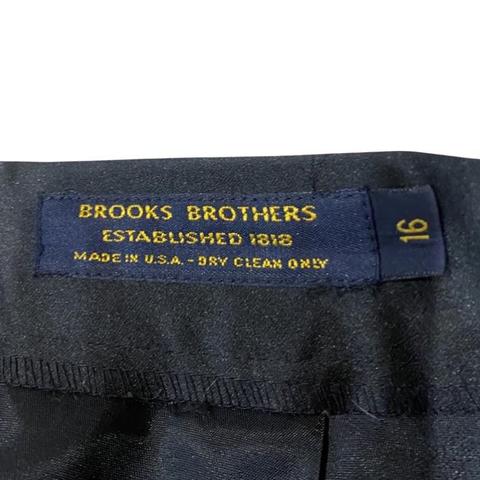 BROOKS BROTHERS
ESTABLISHED 1818
MADE IN U.S.A. - DRY CLEAN ONLY
16